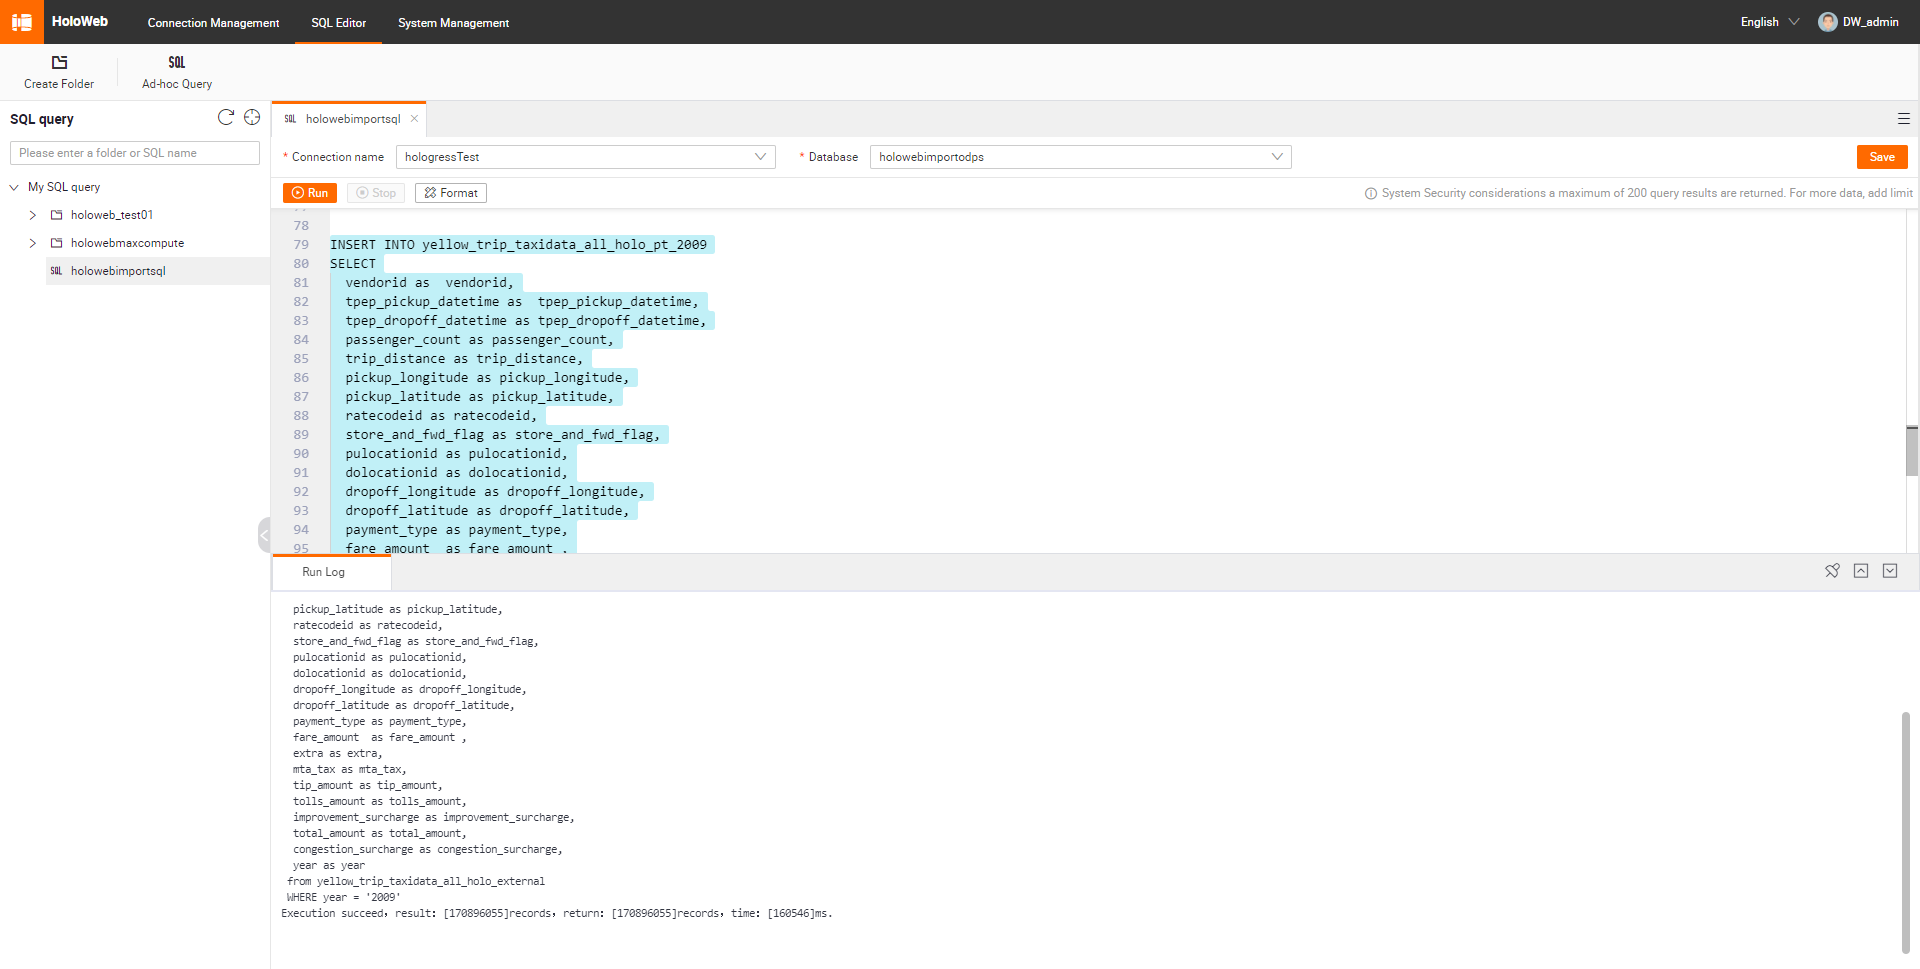 HoloWeb
Connection Management
SQL Editor
System Management
English
DW_admin
Create Folder
SQL
Ad-hoc Query
SQL query
Please enter a folder or SQL name
My SQL query
holoweb_test01
holowebmaxcompute
SQL holowebimportsql
SQL holowebimportsql
* Connection name hologressTest
* Database holowebimportodps
Save
Run
Stop
Format
System Security considerations a maximum of 200 query results are returned. For more data, add limit
78
79 INSERT INTO yellow_trip_taxidata_all_holo_pt_2009
80 SELECT
81   vendorid as  vendorid,
82   tpep_pickup_datetime as  tpep_pickup_datetime,
83   tpep_dropoff_datetime as tpep_dropoff_datetime,
84   passenger_count as passenger_count,
85   trip_distance as trip_distance,
86   pickup_longitude as pickup_longitude,
87   pickup_latitude as pickup_latitude,
88   ratecodeid as ratecodeid,
89   store_and_fwd_flag as store_and_fwd_flag,
90   pulocationid as pulocationid,
91   dolocationid as dolocationid,
92   dropoff_longitude as dropoff_longitude,
93   dropoff_latitude as dropoff_latitude,
94   payment_type as payment_type,
95   fare_amount  as fare_amount ,
Run Log
pickup_latitude as pickup_latitude,
ratecodeid as ratecodeid,
store_and_fwd_flag as store_and_fwd_flag,
pulocationid as pulocationid,
dolocationid as dolocationid,
dropoff_longitude as dropoff_longitude,
dropoff_latitude as dropoff_latitude,
payment_type as payment_type,
fare_amount  as fare_amount ,
extra as extra,
mta_tax as mta_tax,
tip_amount as tip_amount,
tolls_amount as tolls_amount,
improvement_surcharge as improvement_surcharge,
total_amount as total_amount,
congestion_surcharge as congestion_surcharge,
year as year
from yellow_trip_taxidata_all_holo_external
WHERE year = '2009'
Execution succeed，result: [170896055]records，return: [170896055]records，time: [160546]ms.